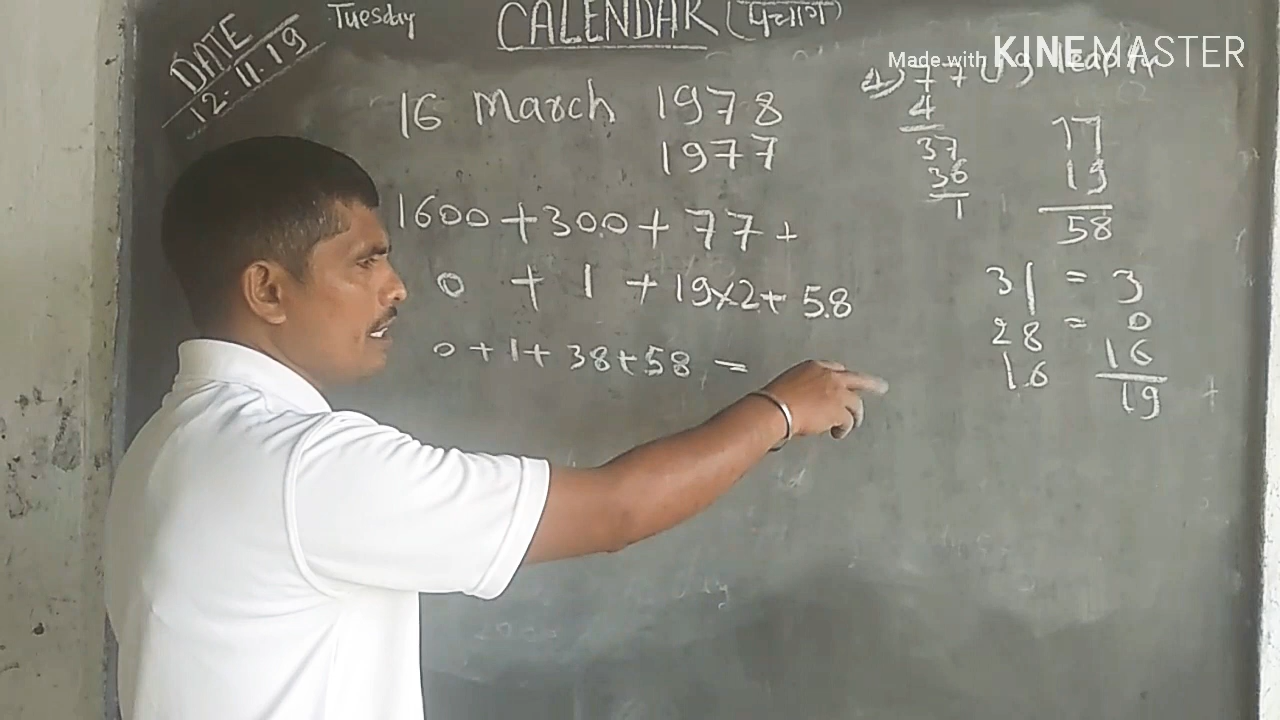 DATE
12-11-19
Tuesday
CALENDAR (पंचांग)
Made with KINEMASTER
16 March 1978
1977
1600 + 300 + 77 +
0 + 1 + 19x2 + 58
0 + 1 + 38 + 58 =
4) 77 (
4
37
36
1
19
58
31 = 3
28 = 0
16 16
19